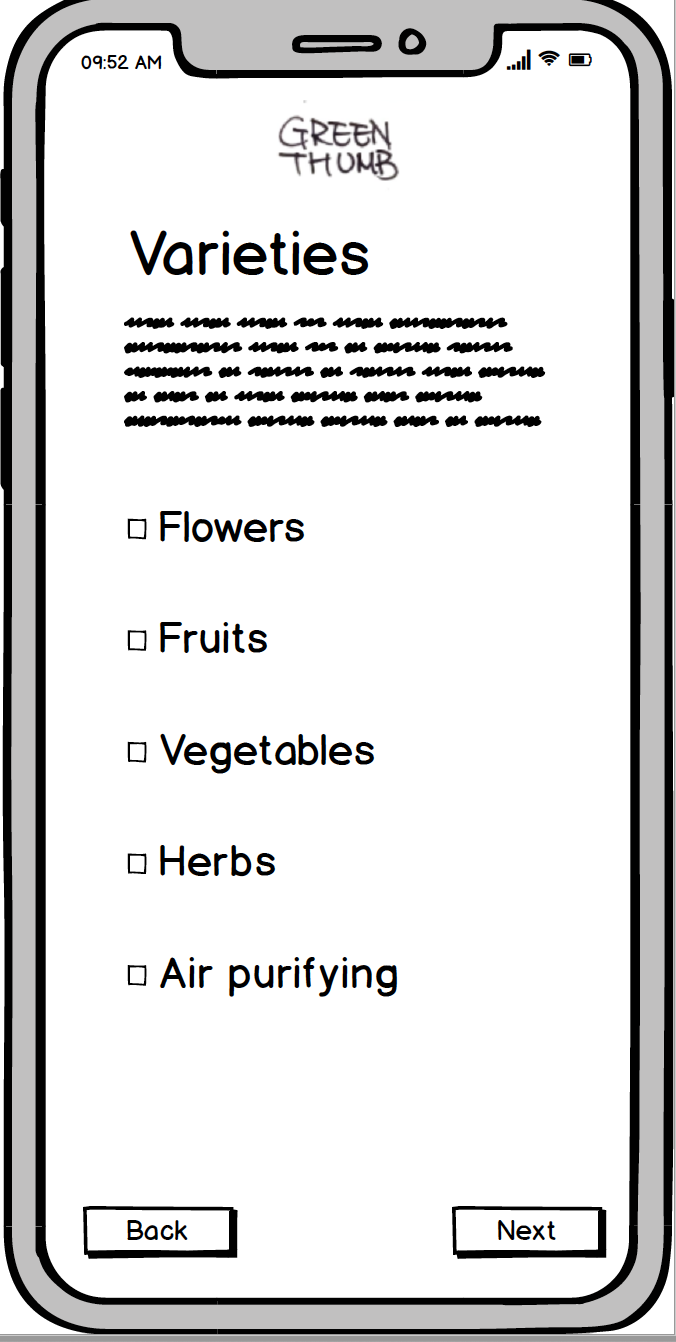 09:52 AM
GREEN
THUMB
Varieties
Flowers
Fruits
Vegetables
Herbs
Air purifying
Back
Next